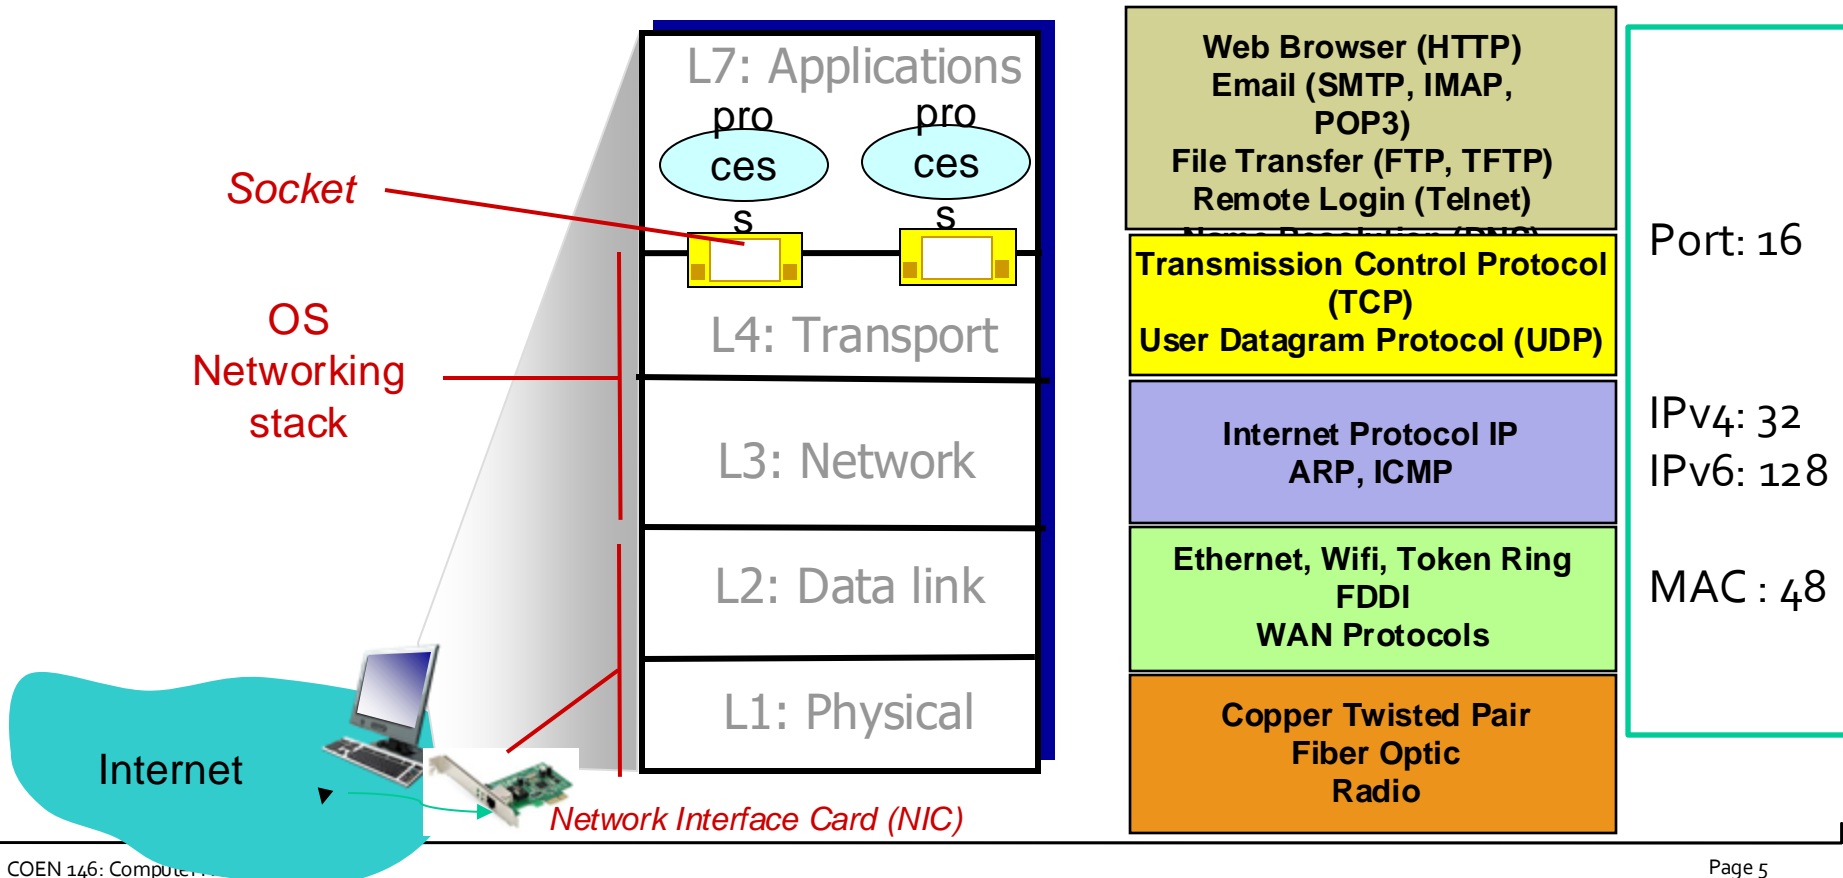 L7: Applications
pro
ces
s
pro
ces
s
Socket
OS
Networking
stack
L4: Transport
L3: Network
L2: Data link
L1: Physical
Internet
Network Interface Card (NIC)
Web Browser (HTTP)
Email (SMTP, IMAP,
POP3)
File Transfer (FTP, TFTP)
Remote Login (Telnet)
Name Resolution (DNS)
Transmission Control Protocol
(TCP)
User Datagram Protocol (UDP)
Internet Protocol IP
ARP, ICMP
Ethernet, Wifi, Token Ring
FDDI
WAN Protocols
Copper Twisted Pair
Fiber Optic
Radio
Port: 16
IPv4: 32
IPv6: 128
MAC : 48
COEN 146: Computer
Page 5